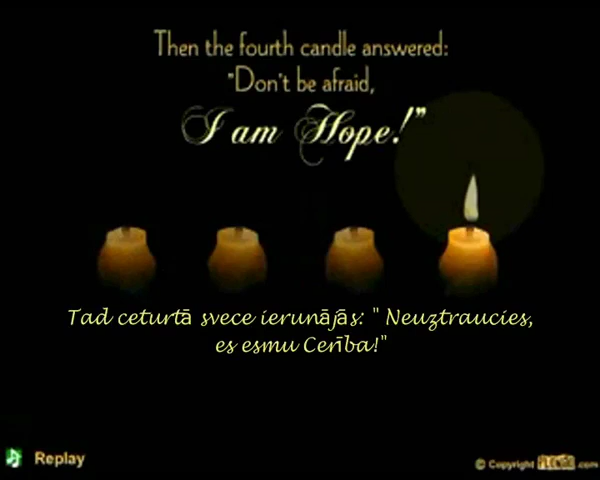 Then the fourth candle answered:
"Don't be afraid,
I am Hope!"
Tad ceturtā svece ierunājās: " Neuztraucies,
es esmu Cerība!"
Replay
© Copyright .com